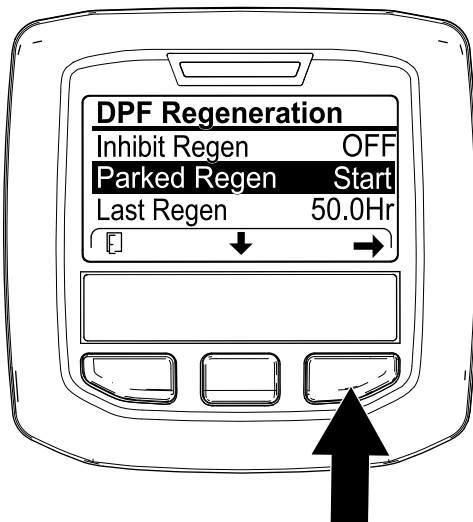 DPF Regeneration
Inhibit Regen OFF
Parked Regen Start
Last Regen 50.0Hr